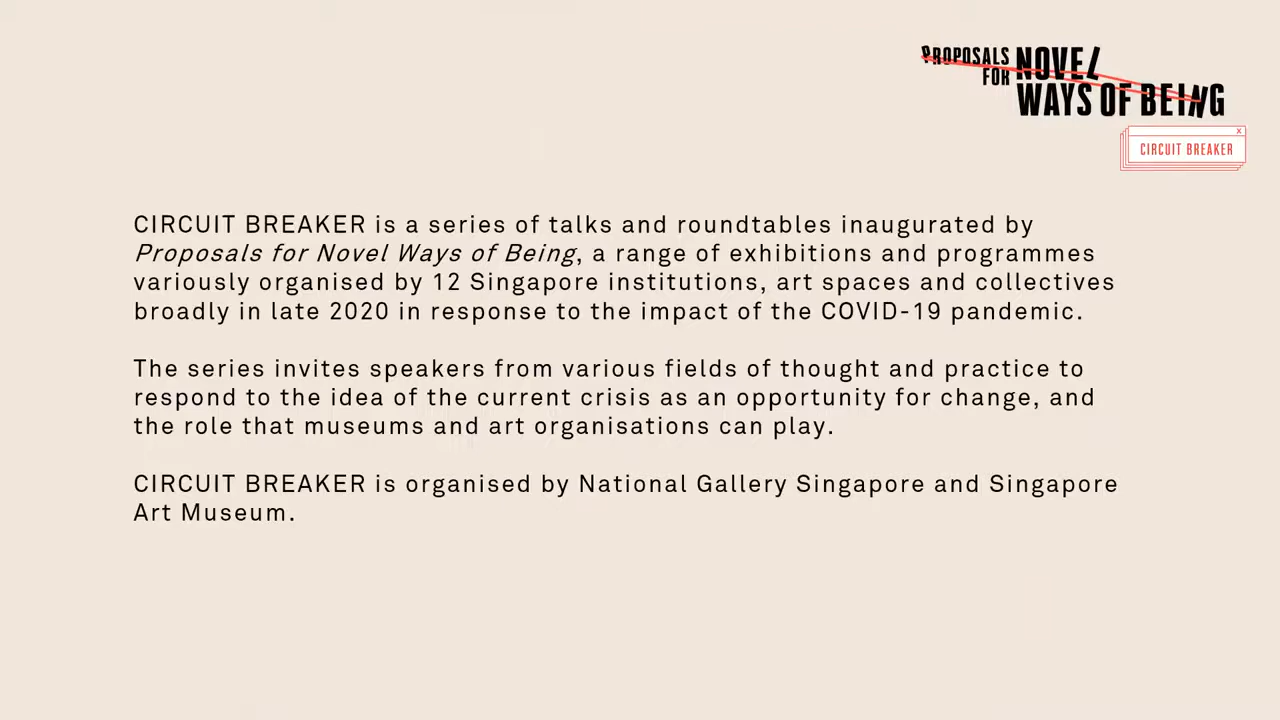 PROPOSALS FOR NOVEL
WAYS OF BEING
CIRCUIT BREAKER
CIRCUIT BREAKER is a series of talks and roundtables inaugurated by
Proposals for Novel Ways of Being, a range of exhibitions and programmes
variously organised by 12 Singapore institutions, art spaces and collectives
broadly in late 2020 in response to the impact of the COVID-19 pandemic.
The series invites speakers from various fields of thought and practice to
respond to the idea of the current crisis as an opportunity for change, and
the role that museums and art organisations can play.
CIRCUIT BREAKER is organised by National Gallery Singapore and Singapore
Art Museum.